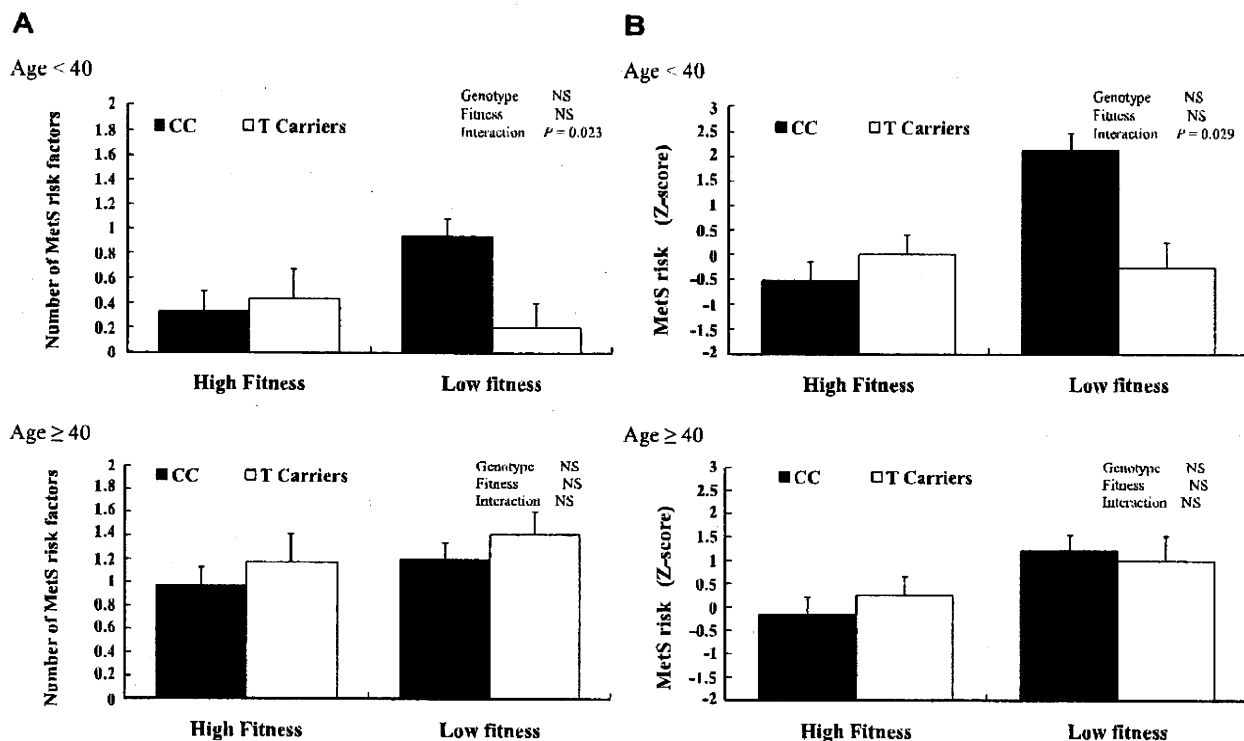 A
Age < 40
Number of MetS risk factors
2
1.8
1.6
1.4
1.2
1
0.8
0.6
0.4
0.2
0
CC
T Carriers
Genotype NS
Fitness NS
Interaction P = 0.023
High Fitness
Low fitness
B
Age < 40
MetS risk (Z-score)
3
2.5
2
1.5
1
0.5
0
-0.5
-1
-1.5
-2
CC
T Carriers
Genotype NS
Fitness NS
Interaction P = 0.029
High Fitness
Low fitness
Age ≥ 40
Number of MetS risk factors
2
1.8
1.6
1.4
1.2
1
0.8
0.6
0.4
0.2
0
CC
T Carriers
Genotype NS
Fitness NS
Interaction NS
High Fitness
Low fitness
Age ≥ 40
MetS risk (Z-score)
3
2.5
2
1.5
1
0.5
0
-0.5
-1
-1.5
-2
CC
T Carriers
Genotype NS
Fitness NS
Interaction NS
High Fitness
Low fitness